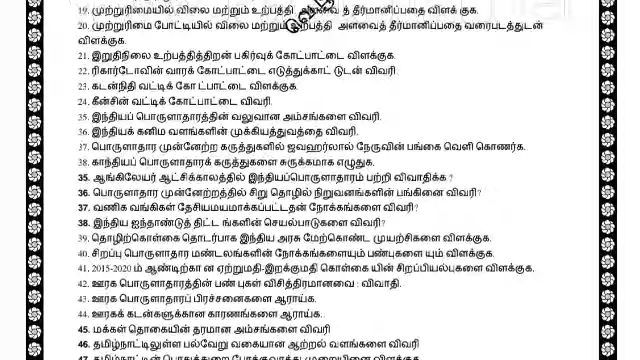 19. முற்றுரிமையில் விலை மற்றும் உற்பத்தி அளவைத் தீர்மானிப்பதை விளக் குக.
20. முற்றுரிமை போட்டியில் விலை மற்றும் உற்பத்தி அளவைத் தீர்மானிப்பதை வரைபடத்துடன்
விளக்குக.
21. இறுதிநிலை உற்பத்தித்திறன் பகிர்வுக் கோட்பாட்டை விளக்குக.
22. ரிகார்டோவின் வாரக் கோட்பாட்டை எடுத்துக்காட் டுடன் விவரி
23. கடன்நிதி வட்டிக் கோ ட்பாட்டை விளக்குக.
24. கீன்சின் வட்டிக் கோட்பாட்டை விவரி.
35. இந்தியப் பொருளாதாரத்தின் வலுவான அம்சங்களை விவரி.
36. இந்தியக் கனிம வளங்களின் முக்கியத்துவத்தை விவரி.
37. பொருளாதார முன்னேற்ற கருத்துகளில் ஜவஹர்லால் நேருவின் பங்கை வெளி கொணர்க.
38. காந்தியப் பொருளாதாரக் கருத்துகளை சுருக்கமாக எழுதுக.
35. ஆங்கிலேயர் ஆட்சிக்காலத்தில் இந்தியப்பொருளாதாரம் பற்றி விவாதிக்க ?
36. பொருளாதார முன்னேற்றத்தில் சிறு தொழில் நிறுவனங்களின் பங்கினை விவரி?
37. வணிக வங்கிகள் தேசியமயமாக்கப்பட்டதன் நோக்கங்களை விவரி?
38. இந்திய ஐந்தாண்டுத் திட்ட ங்களின் செயல்பாடுகளை விவரி?
39. தொழிற்கொள்கை தொடர்பாக இந்திய அரசு மேற்கொண்ட முயற்சிகளை விளக்குக.
40. சிறப்பு பொருளாதார மண்டலங்களின் நோக்கங்களையும் பண்புகளை யும் விளக்குக.
41. 2015-2020 ம் ஆண்டிற்கா ன ஏற்றுமதி-இறக்குமதி கொள்கை யின் சிறப்பியல்புகளை விளக்குக.
42. ஊரக பொருளாதாரத்தின் பண் புகள் விசித்திரமானவை : விவாதி.
43. ஊரக பொருளாதாரப் பிரச்சனைகளை ஆராய்க.
44. ஊரகக் கடன்களுக்கான காரணங்களை ஆராய்க..
45. மக்கள் தொகையின் தரமான அம்சங்களை விவரி
46. தமிழ்நாட்டிலுள்ள பல்வேறு வகையான ஆற்றல் வளங்களை விவரி
47. தமிழ்நாட்டின் பொதுத்துறை போக்குவரத்து முறையினை விளக்குக